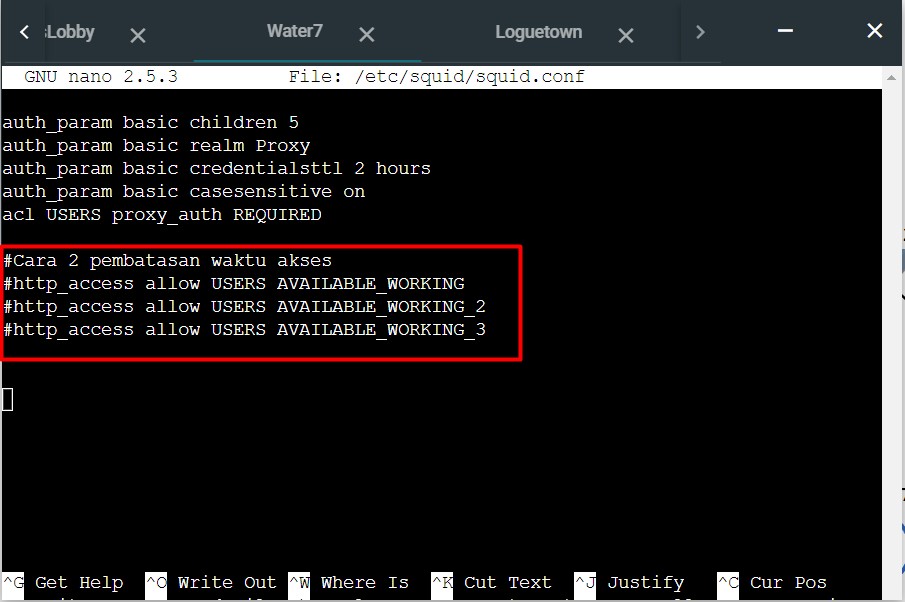 sLobby
Water7
Loguetown
GNU nano 2.5.3 File: /etc/squid/squid.conf
auth_param basic children 5
auth_param basic realm Proxy
auth_param basic credentialsttl 2 hours
auth_param basic casesensitive on
acl USERS proxy_auth REQUIRED
#Cara 2 pembatasan waktu akses
#http_access allow USERS AVAILABLE_WORKING
#http_access allow USERS AVAILABLE_WORKING_2
#http_access allow USERS AVAILABLE_WORKING_3
^G Get Help ^O Write Out ^W Where Is ^K Cut Text ^J Justify ^C Cur Pos